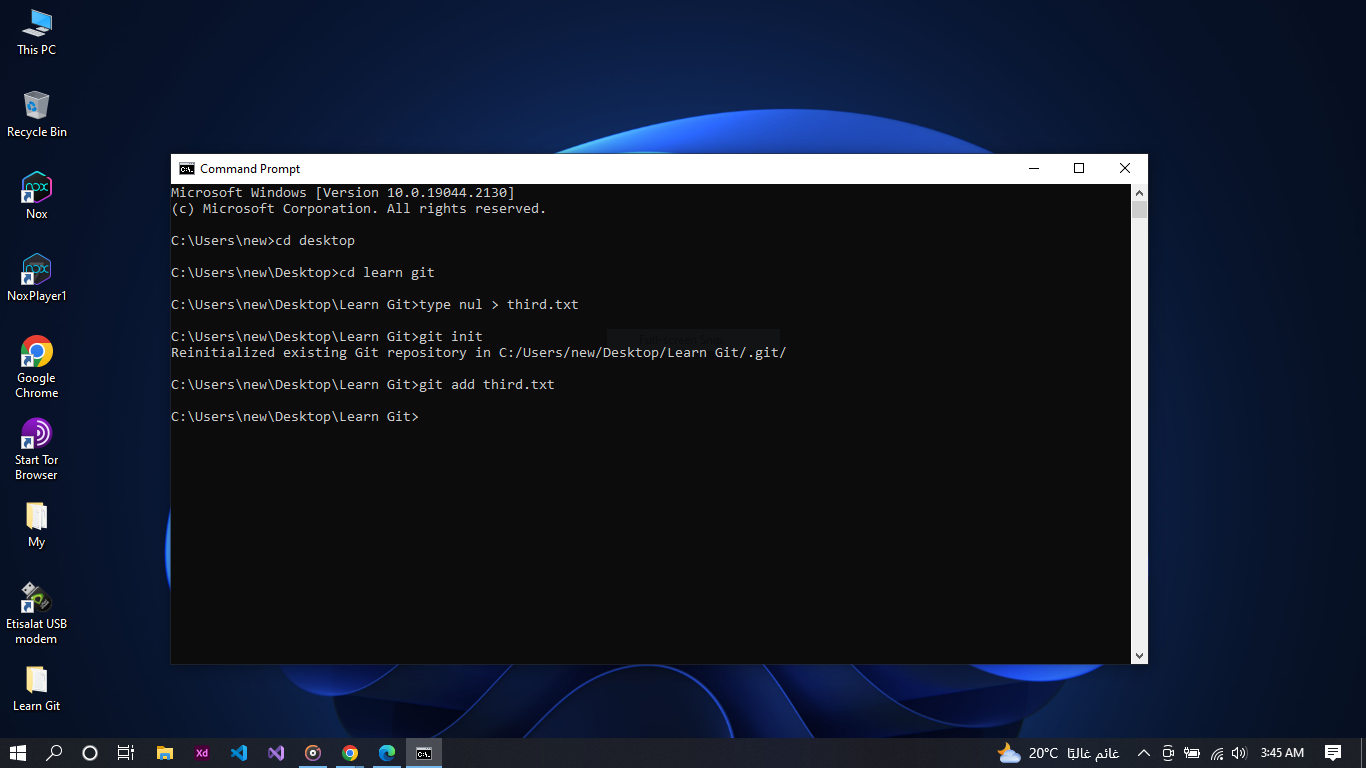 This PC
Recycle Bin
Nox
NoxPlayer1
Google
Chrome
Start Tor
Browser
My
Etisalat USB
modem
Learn Git
Command Prompt
Microsoft Windows [Version 10.0.19044.2130]
(c) Microsoft Corporation. All rights reserved.
C:\Users\new>cd desktop
C:\Users\new\Desktop>cd learn git
C:\Users\new\Desktop\Learn Git>type nul > third.txt
C:\Users\new\Desktop\Learn Git>git init
Reinitialized existing Git repository in C:/Users/new/Desktop/Learn Git/.git/
C:\Users\new\Desktop\Learn Git>git add third.txt
C:\Users\new\Desktop\Learn Git>
Xd
20°C غائم غالبًا
3:45 AM